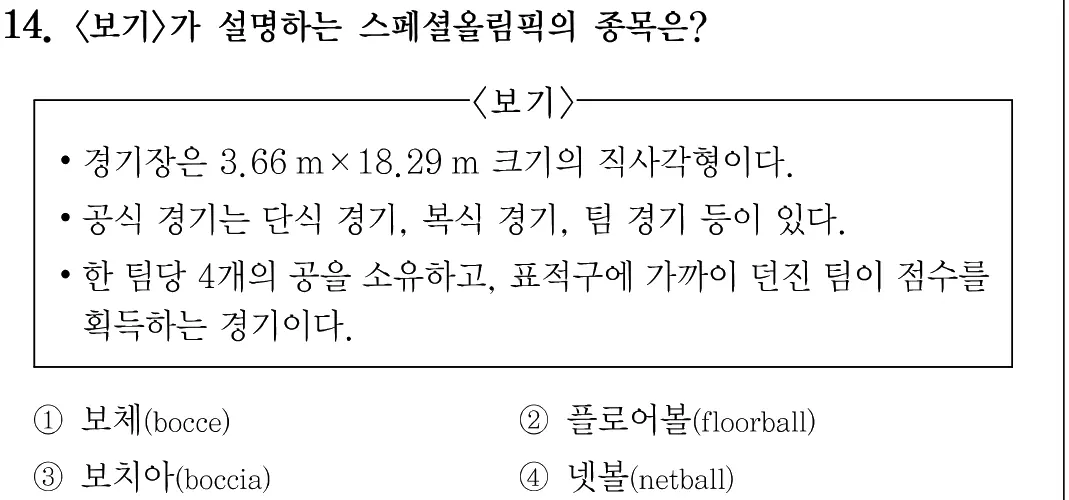 14. 〈보기〉가 설명하는 스페셜올림픽의 종목은?
〈보기〉
• 경기장은 3.66 m×18.29 m 크기의 직사각형이다.
• 공식 경기는 단식 경기, 복식 경기, 팀 경기 등이 있다.
• 한 팀당 4개의 공을 소유하고, 표적구에 가까이 던진 팀이 점수를
획득하는 경기이다.
① 보체(bocce) ② 플로어볼(floorball)
③ 보치아(boccia) ④ 넷볼(netball)